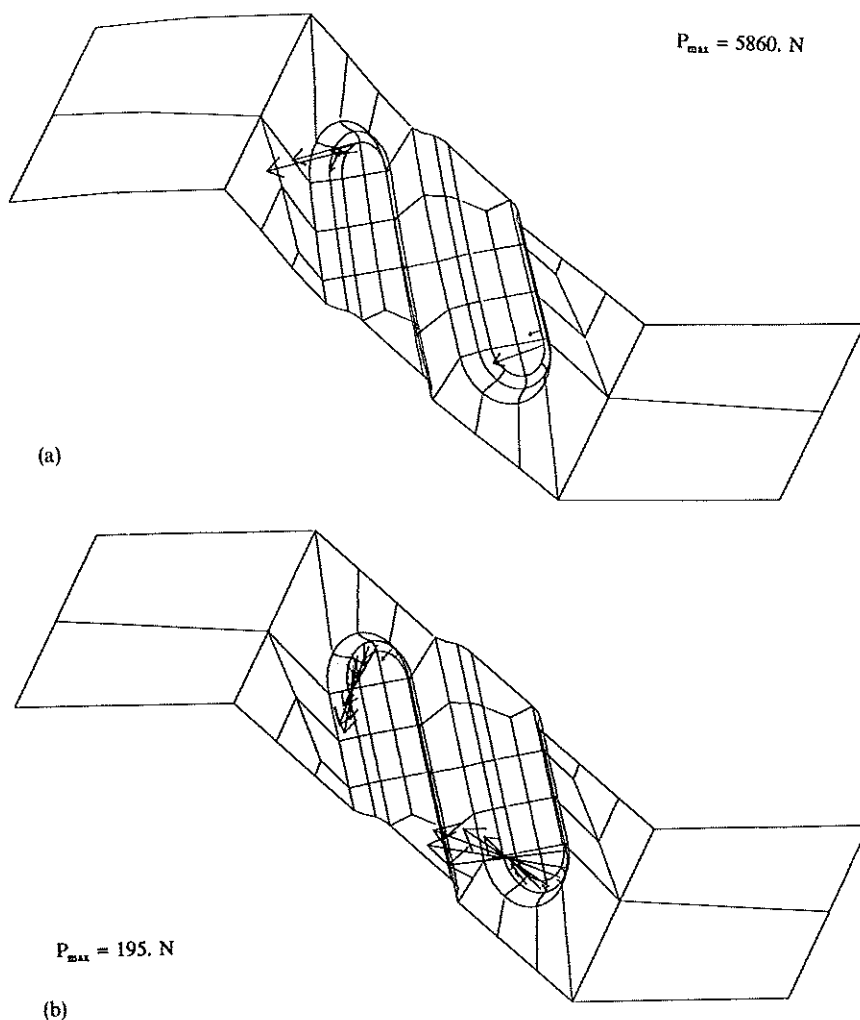 P_max = 5860. N
(a)
P_max = 195. N
(b)